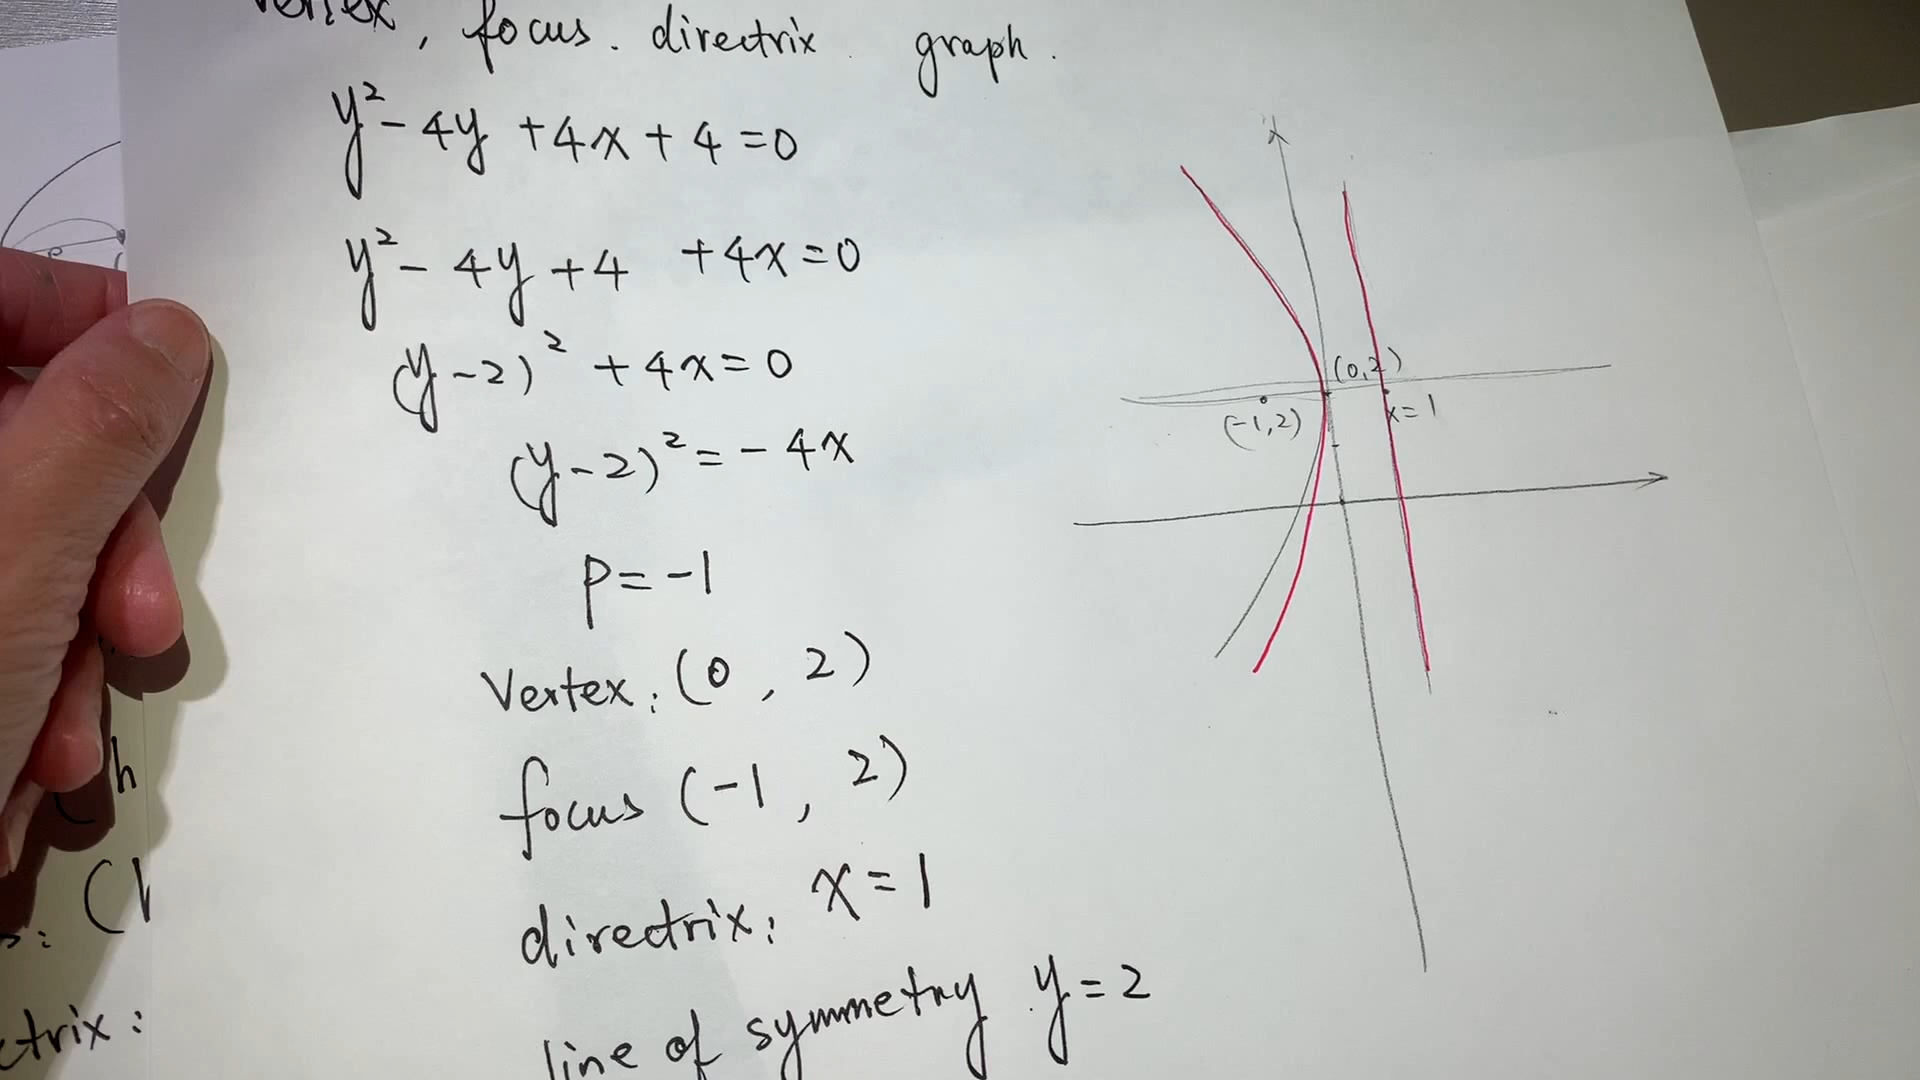 vertex, focus. directrix graph.
y² - 4y + 4x + 4 = 0
y² - 4y + 4 + 4x = 0
(y-2)² + 4x = 0
(y-2)² = - 4x
p = -1
Vertex: (0, 2)
focus (-1, 2)
directrix: x = 1
line of symmetry y = 2
(0,2)
(-1,2)
x=1
h